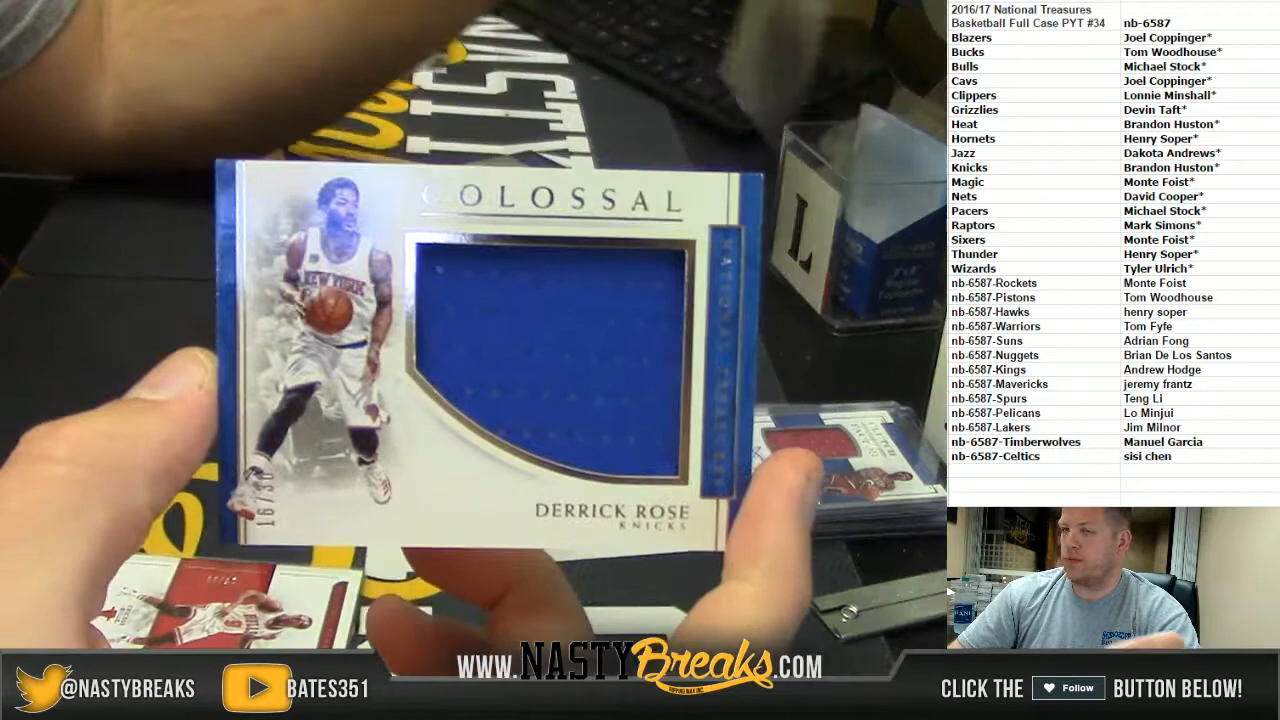 NASTY
COLOSSAL
NEW YORK
NATIONAL TREASURES
16/30
DERRICK ROSE
KNICKS
L
2016/17 National Treasures
Basketball Full Case PYT #34 nb-6587
Blazers Joel Coppinger*
Bucks Tom Woodhouse*
Bulls Michael Stock*
Cavs Joel Coppinger*
Clippers Lonnie Minshall*
Grizzlies Devin Taft*
Heat Brandon Huston*
Hornets Henry Soper*
Jazz Dakota Andrews*
Knicks Brandon Huston*
Magic Monte Foist*
Nets David Cooper*
Pacers Michael Stock*
Raptors Mark Simons*
Sixers Monte Foist*
Thunder Henry Soper*
Wizards Tyler Ulrich*
nb-6587-Rockets Monte Foist
nb-6587-Pistons Tom Woodhouse
nb-6587-Hawks henry soper
nb-6587-Warriors Tom Fyfe
nb-6587-Suns Adrian Fong
nb-6587-Nuggets Brian De Los Santos
nb-6587-Kings Andrew Hodge
nb-6587-Mavericks jeremy frantz
nb-6587-Spurs Teng Li
nb-6587-Pelicans Lo Minjui
nb-6587-Lakers Jim Milnor
nb-6587-Timberwolves Manuel Garcia
nb-6587-Celtics sisi chen
@NASTYBREAKS
BATES351
WWW.NASTYBreaks.COM
CLICK THE Follow BUTTON BELOW!